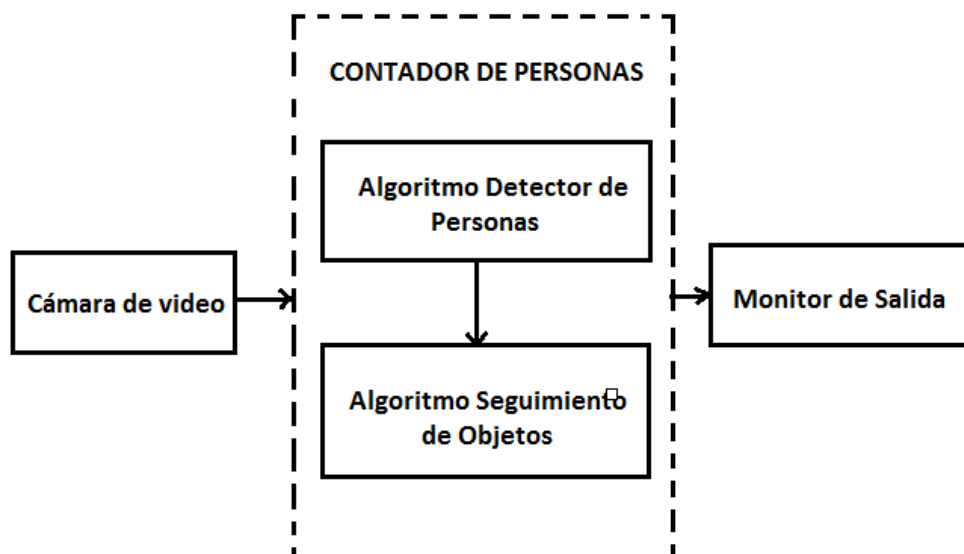 CONTADOR DE PERSONAS
Algoritmo Detector de
Personas
Cámara de video
Monitor de Salida
Algoritmo Seguimiento
de Objetos